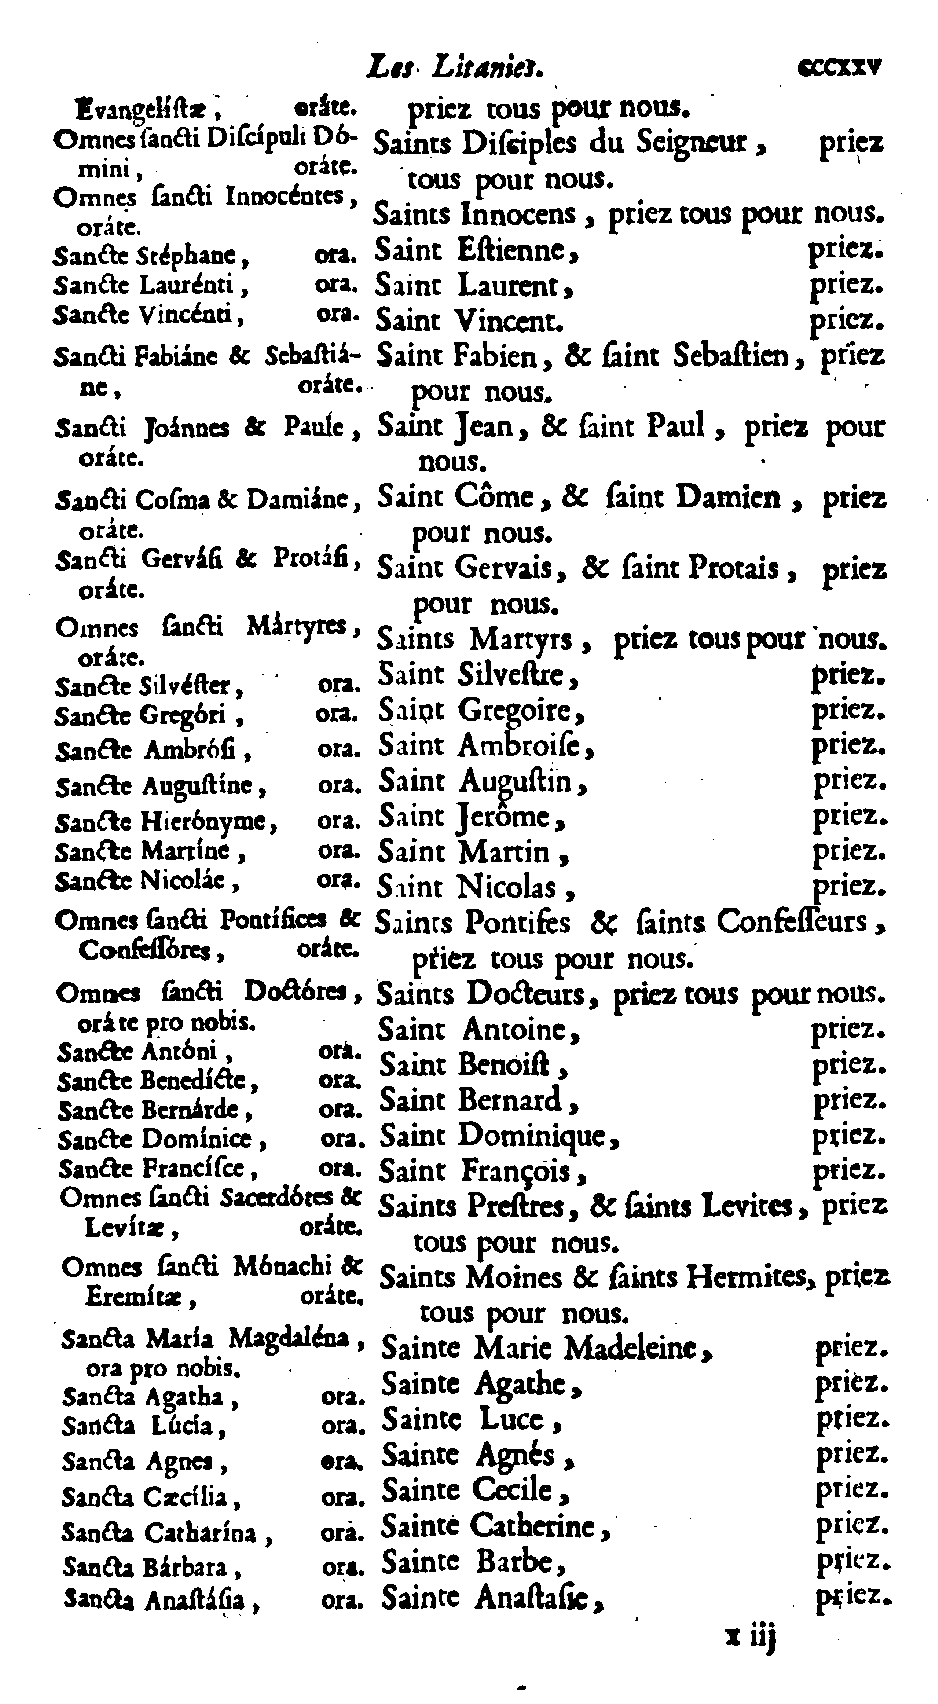 Les Litanies.
cccxxv
Evangelíſtæ, oráte.
Omnes ſancti Diſcípuli Dó-
mini, oráte.
Omnes ſancti Innocéntes,
oráte.
Sancte Stéphane, ora.
Sancte Laurénti, ora.
Sancte Vincénti, ora.
Sancti Fabiáne & Sebaſtiá-
ne, oráte.
Sancti Joánnes & Paule,
oráte.
Sancti Coſma & Damiáne,
oráte.
Sancti Gerváſi & Protáſi,
oráte.
Omnes ſancti Mártyres,
oráte.
Sancte Silvéſter, ora.
Sancte Gregóri, ora.
Sancte Ambróſi, ora.
Sancte Auguſtíne, ora.
Sancte Hierónyme, ora.
Sancte Martíne, ora.
Sancte Nicoláe, ora.
Omnes ſancti Pontífices &
Confeſſóres, oráte.
Omnes ſancti Doctóres,
oráte pro nobis.
Sancte Antóni, ora.
Sancte Benedícte, ora.
Sancte Bernárde, ora.
Sancte Domínice, ora.
Sancte Francíſce, ora.
Omnes ſancti Sacerdótes &
Levítæ, oráte.
Omnes ſancti Mónachi &
Eremítæ, oráte.
Sancta María Magdaléna,
ora pro nobis.
Sancta Agatha, ora.
Sancta Lúcia, ora.
Sancta Agnes, ora.
Sancta Cæcília, ora.
Sancta Catharína, ora.
Sancta Bárbara, ora.
Sancta Anaſtáſia, ora.
priez tous pour nous.
Saints Diſciples du Seigneur, priez
tous pour nous.
Saints Innocens, priez tous pour nous.
Saint Eſtienne, priez.
Saint Laurent, priez.
Saint Vincent. priez.
Saint Fabien, & ſaint Sebaſtien, priez
pour nous.
Saint Jean, & ſaint Paul, priez pour
nous.
Saint Côme, & ſaint Damien, priez
pour nous.
Saint Gervais, & ſaint Protais, priez
pour nous.
Saints Martyrs, priez tous pour nous.
Saint Silveſtre, priez.
Saint Gregoire, priez.
Saint Ambroiſe, priez.
Saint Auguſtin, priez.
Saint Jerôme, priez.
Saint Martin, priez.
Saint Nicolas, priez.
Saints Pontifes & ſaints Confeſſeurs,
priez tous pour nous.
Saints Docteurs, priez tous pour nous.
Saint Antoine, priez.
Saint Benoiſt, priez.
Saint Bernard, priez.
Saint Dominique, priez.
Saint François, priez.
Saints Preſtres, & ſaints Levites, priez
tous pour nous.
Saints Moines & ſaints Hermites, priez
tous pour nous.
Sainte Marie Madeleine, priez.
Sainte Agathe, priez.
Sainte Luce, priez.
Sainte Agnés, priez.
Sainte Cecile, priez.
Sainte Catherine, priez.
Sainte Barbe, priez.
Sainte Anaſtaſie, priez.
x iij